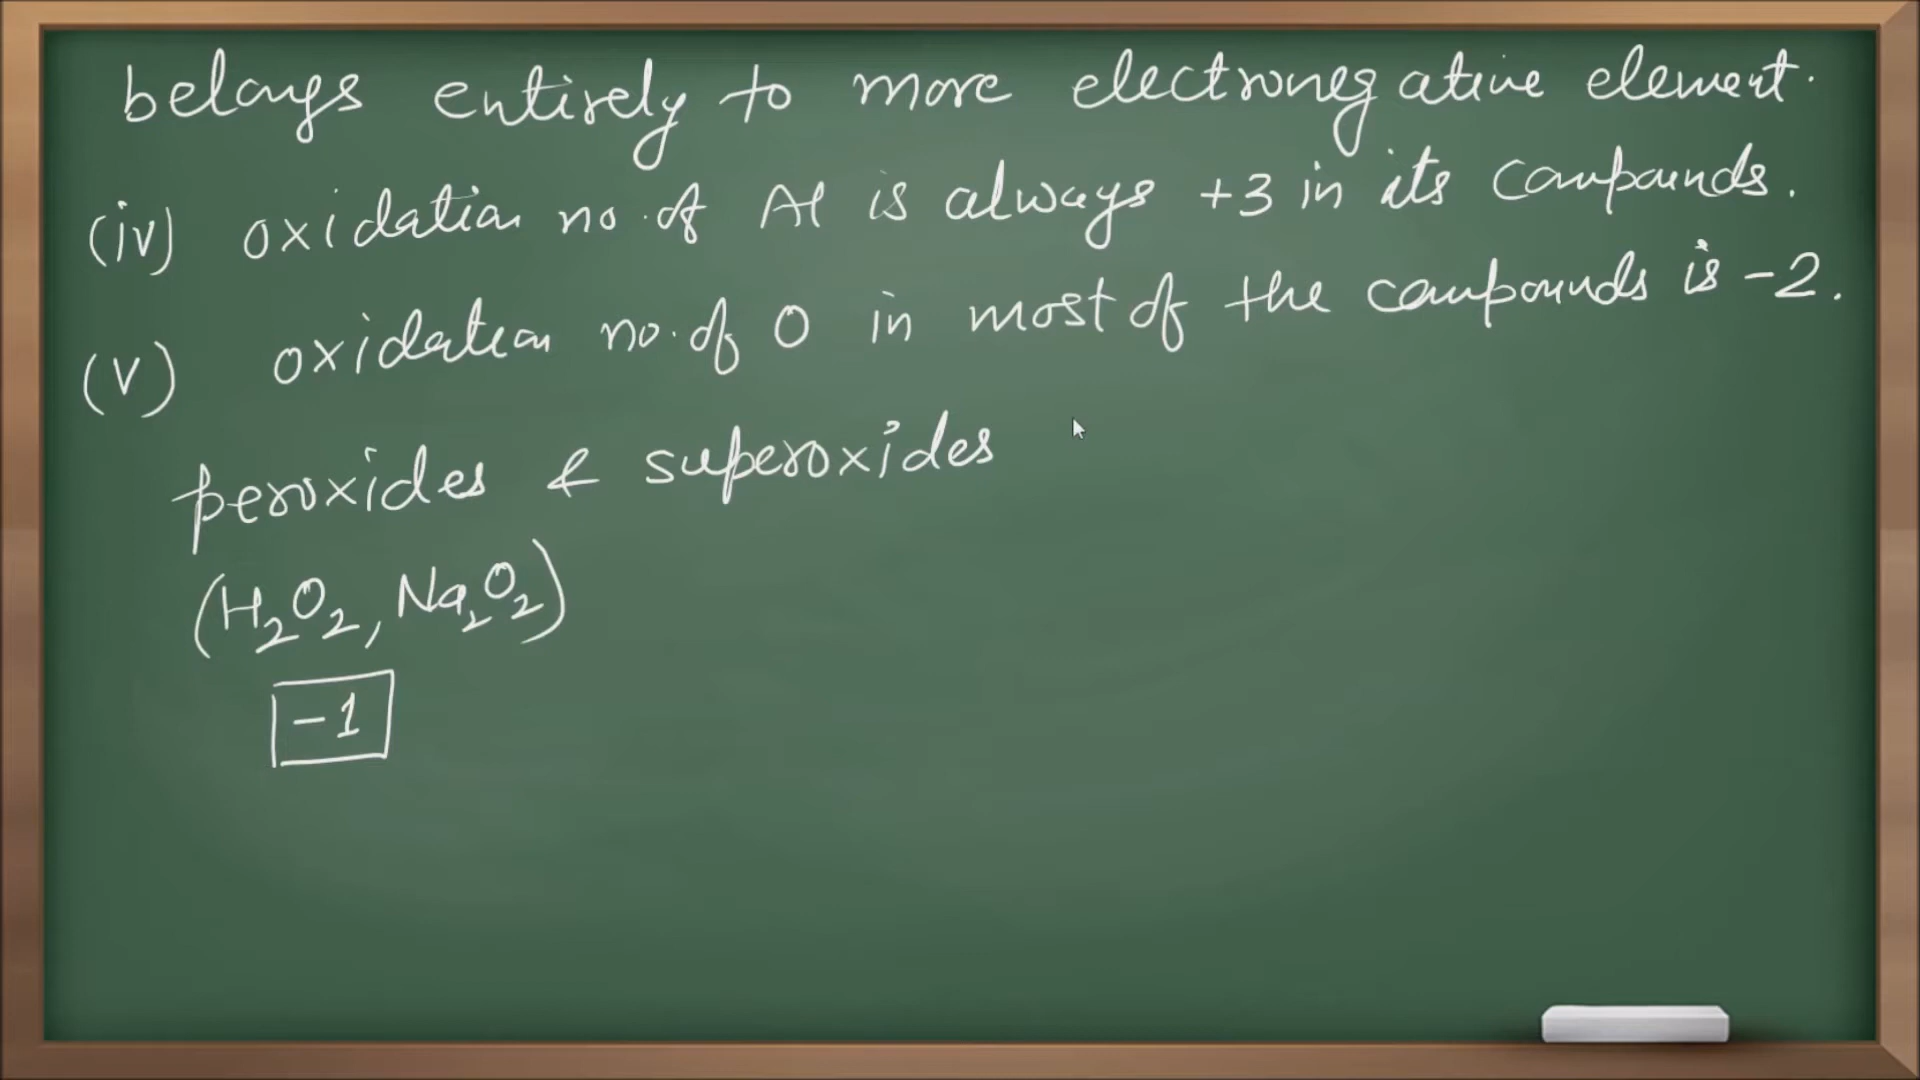 belongs entirely to more electronegative element.
(iv) oxidation no. of Al is always +3 in its compounds.
(v) oxidation no. of O in most of the compounds is -2.
peroxides & superoxides
(H₂O₂, Na₂O₂)
-1